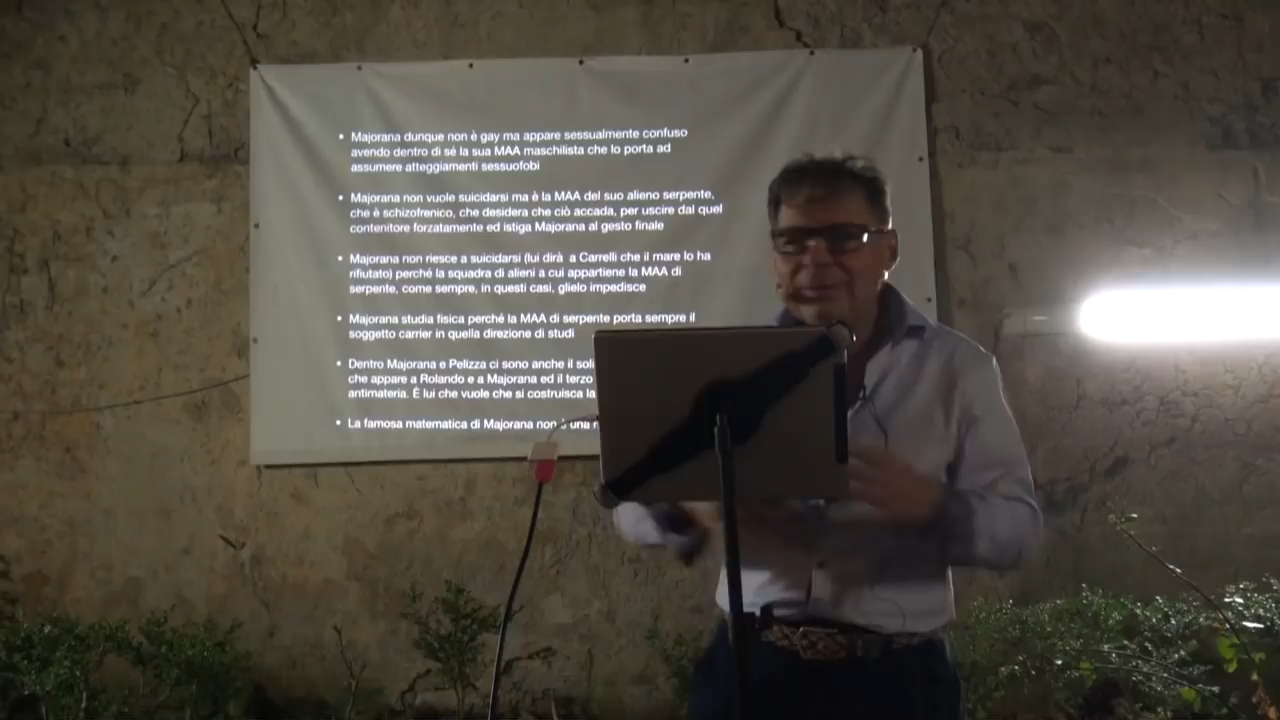 • Majorana dunque non è gay ma appare sessualmente confuso
avendo dentro di sé la sua MAA maschilista che lo porta ad
assumere atteggiamenti sessuofobi
• Majorana non vuole suicidarsi ma è la MAA del suo alieno serpente,
che è schizofrenico, che desidera che ciò accada, per uscire dal quel
contenitore forzatamente ed istiga Majorana al gesto finale
• Majorana non riesce a suicidarsi (lui dirà a Carrelli che il mare lo ha
rifiutato) perché la squadra di alieni a cui appartiene la MAA di
serpente, come sempre, in questi casi, glielo impedisce
• Majorana studia fisica perché la MAA di serpente porta sempre il
soggetto carrier in quella direzione di studi
• Dentro Majorana e Pelizza ci sono anche il
che appare a Rolando e a Majorana ed il terzo
antimateria. È lui che vuole che si costruisca la
• La famosa matematica di Majorana non è una